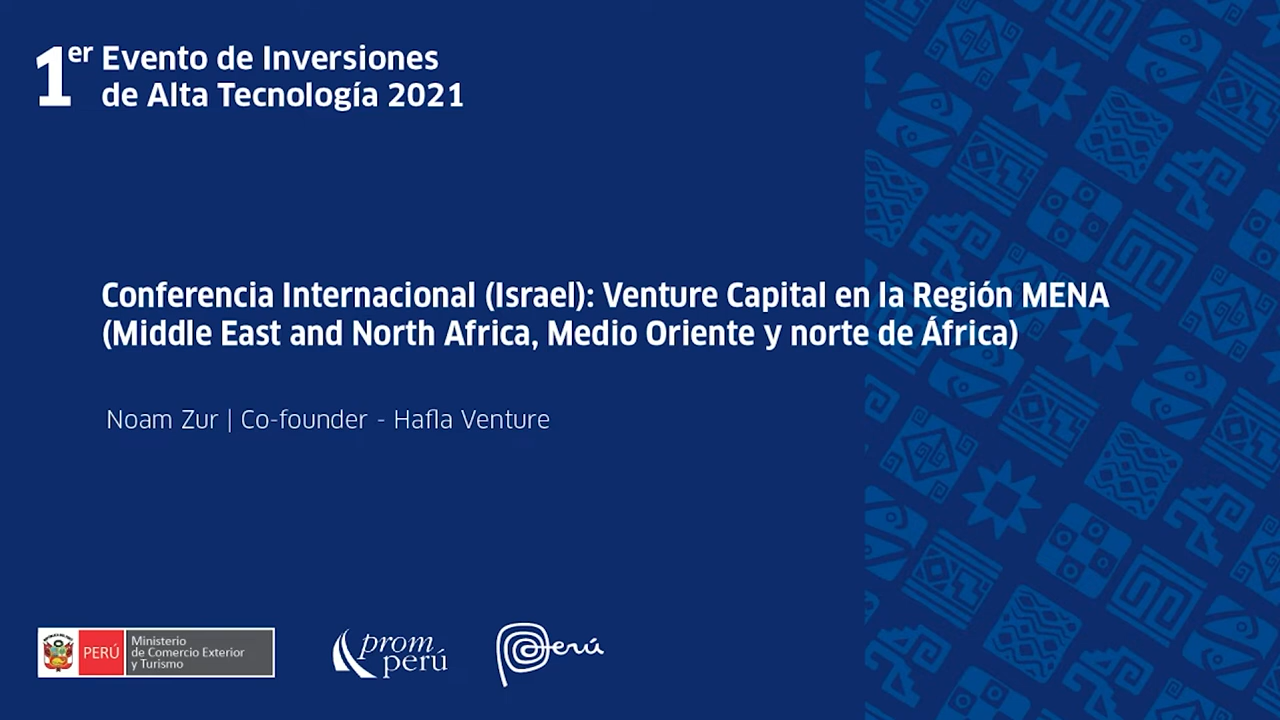 1er Evento de Inversiones
de Alta Tecnología 2021
Conferencia Internacional (Israel): Venture Capital en la Región MENA
(Middle East and North Africa, Medio Oriente y norte de África)
Noam Zur | Co-founder - Hafla Venture
PERÚ
Ministerio
de Comercio Exterior
y Turismo
prom
perú
Perú